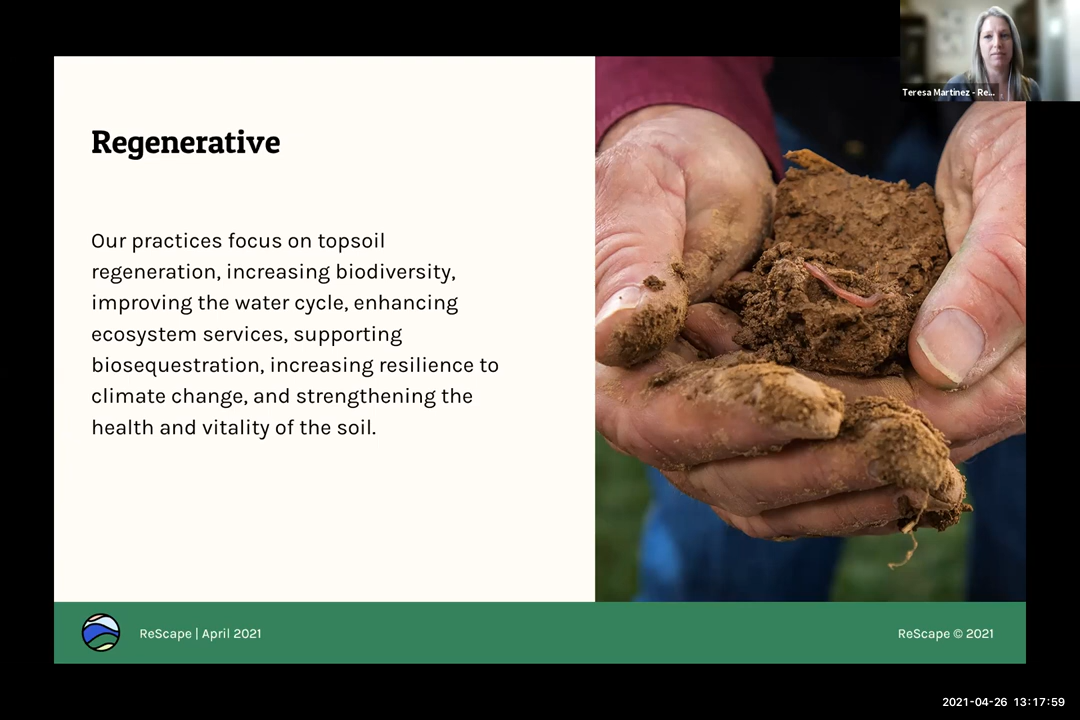 Teresa Martinez - Re...
Regenerative
Our practices focus on topsoil
regeneration, increasing biodiversity,
improving the water cycle, enhancing
ecosystem services, supporting
biosequestration, increasing resilience to
climate change, and strengthening the
health and vitality of the soil.
ReScape | April 2021
ReScape © 2021
2021-04-26 13:17:59